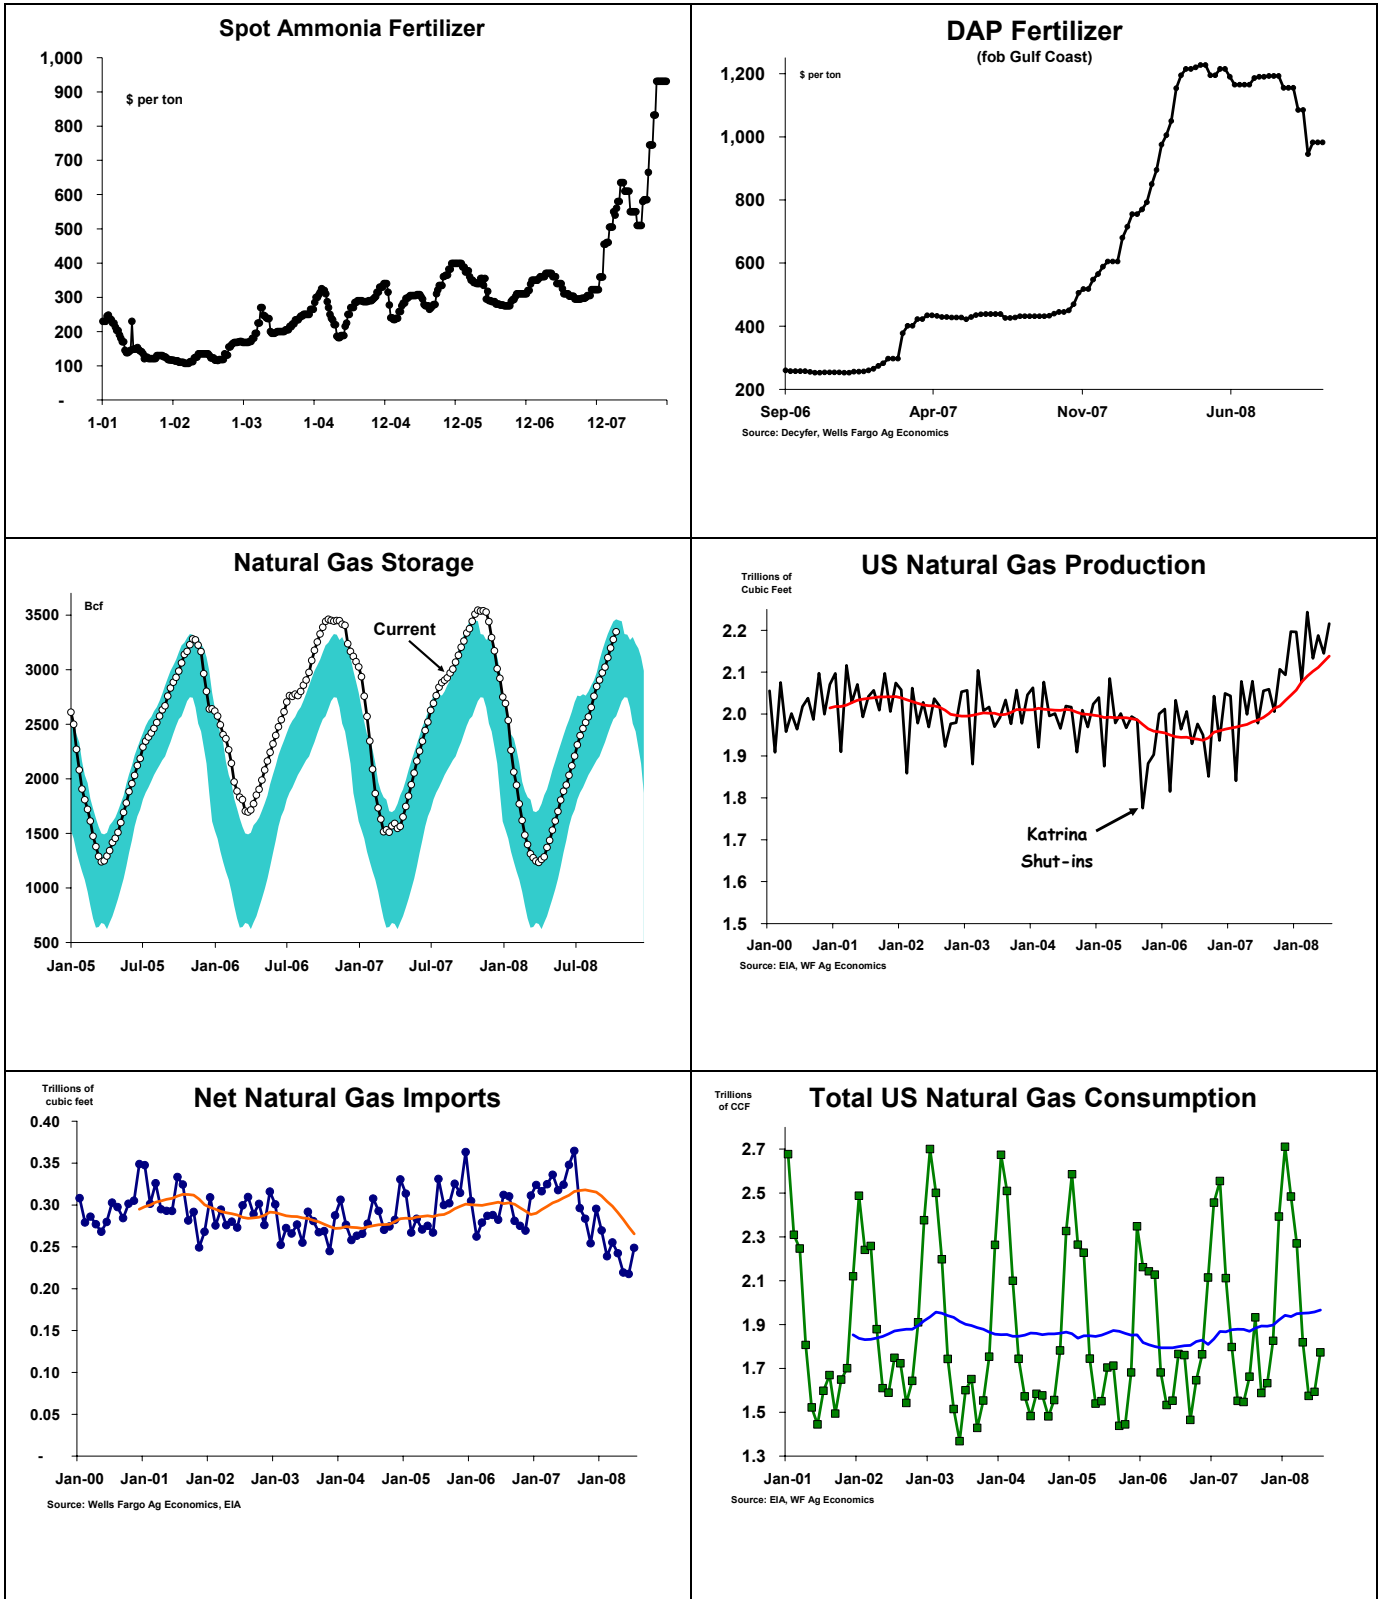 Spot Ammonia Fertilizer
1,000
$ per ton
900
800
700
600
500
400
300
200
100
-
1-01 1-02 1-03 1-04 12-04 12-05 12-06 12-07
DAP Fertilizer
(fob Gulf Coast)
1,200
$ per ton
1,000
800
600
400
200
Sep-06 Apr-07 Nov-07 Jun-08
Source: Decyfer, Wells Fargo Ag Economics
Natural Gas Storage
Bcf
3500
Current
3000
2500
2000
1500
1000
500
Jan-05 Jul-05 Jan-06 Jul-06 Jan-07 Jul-07 Jan-08 Jul-08
US Natural Gas Production
Trillions of
Cubic Feet
2.2
2.1
2.0
1.9
1.8
1.7
1.6
1.5
Katrina
Shut-ins
Jan-00 Jan-01 Jan-02 Jan-03 Jan-04 Jan-05 Jan-06 Jan-07 Jan-08
Source: EIA, WF Ag Economics
Trillions of
cubic feet
Net Natural Gas Imports
0.40
0.35
0.30
0.25
0.20
0.15
0.10
0.05
-
Jan-00 Jan-01 Jan-02 Jan-03 Jan-04 Jan-05 Jan-06 Jan-07 Jan-08
Source: Wells Fargo Ag Economics, EIA
Trillions
of CCF
Total US Natural Gas Consumption
2.7
2.5
2.3
2.1
1.9
1.7
1.5
1.3
Jan-01 Jan-02 Jan-03 Jan-04 Jan-05 Jan-06 Jan-07 Jan-08
Source: EIA, WF Ag Economics